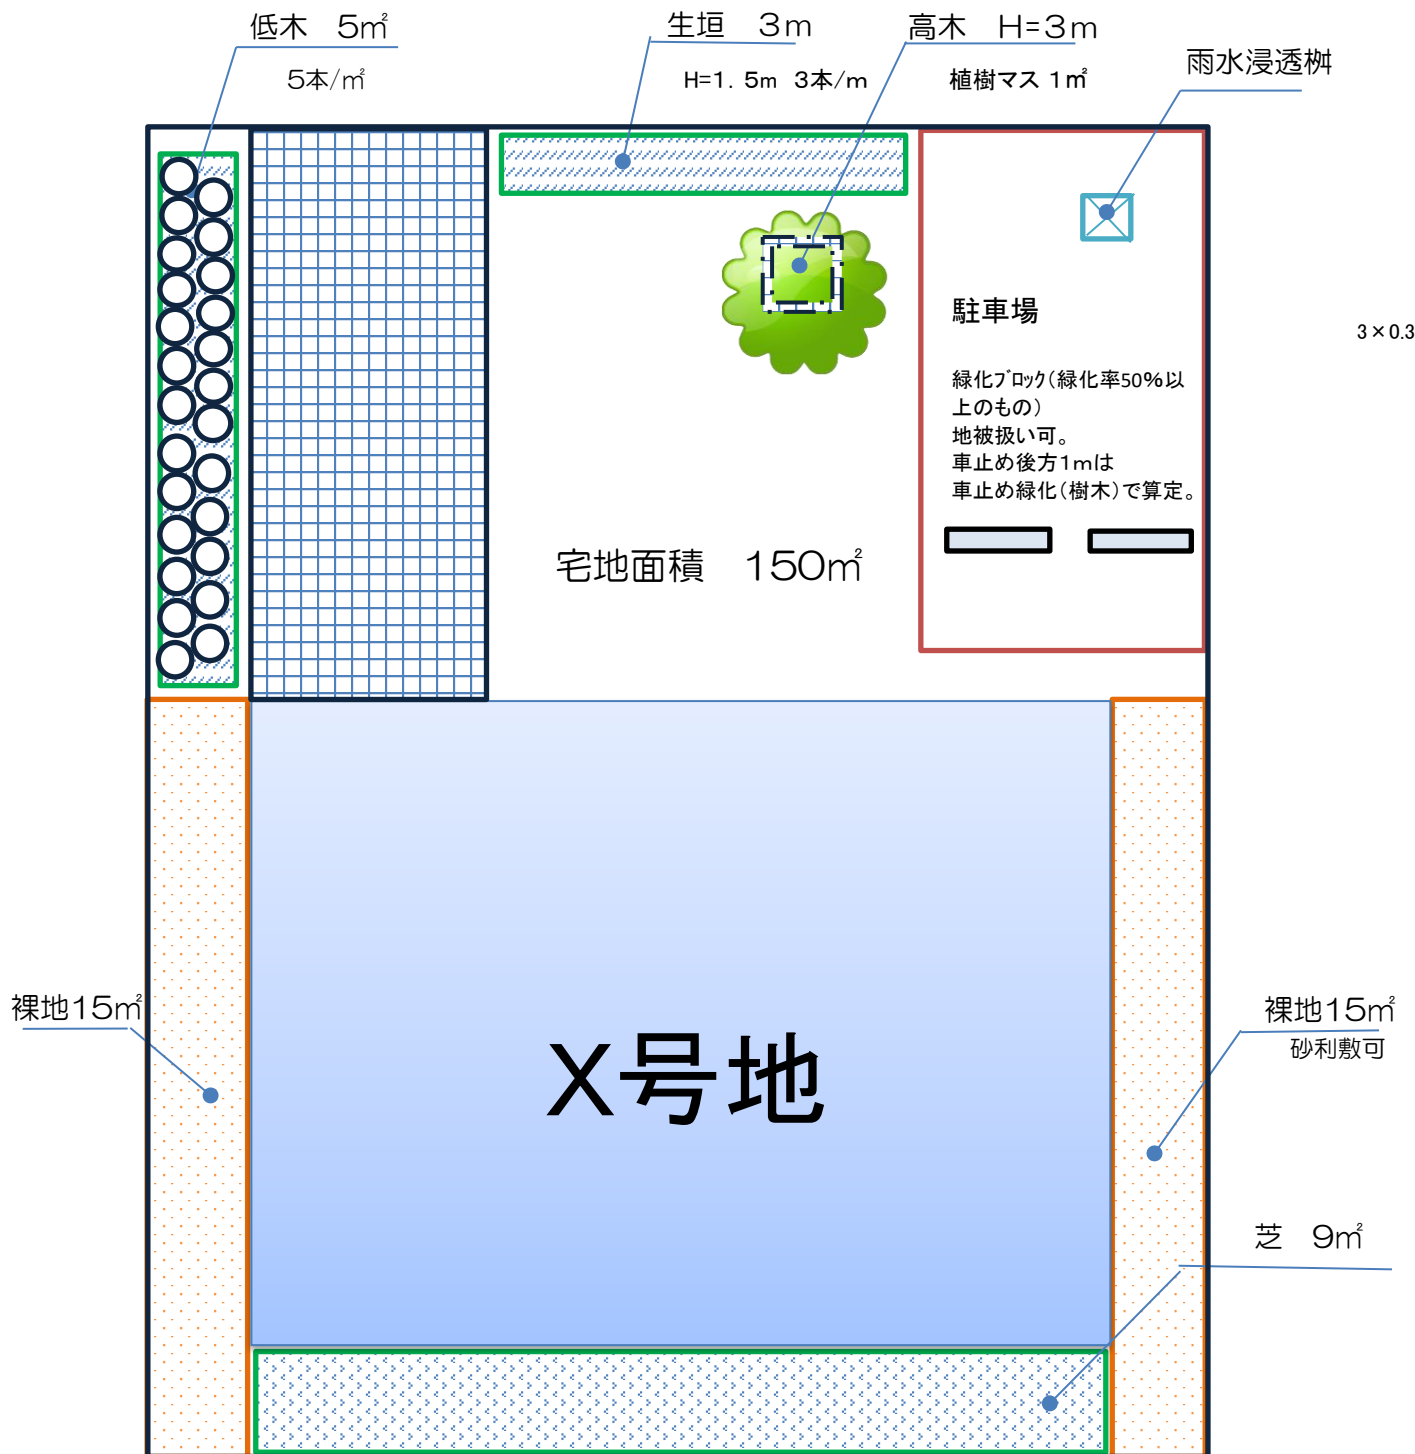 低木　5㎡
5本/㎡
生垣　3m
H=1. 5m　3本/m
高木　H=3m
植樹マス 1㎡
雨水浸透桝
駐車場
3×0.3
緑化ﾌﾞﾛｯｸ（緑化率50%以
上のもの）
地被扱い可。
車止め後方1mは
車止め緑化（樹木）で算定。
宅地面積　150㎡
裸地15㎡
X号地
裸地15㎡
砂利敷可
芝　9㎡